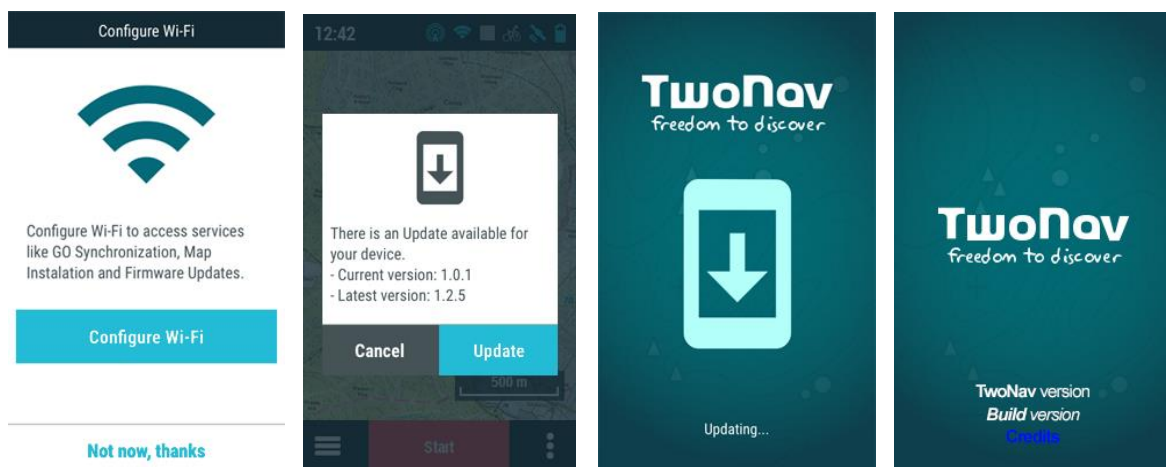 Configure Wi-Fi
Configure Wi-Fi to access services
like GO Synchronization, Map
Instalation and Firmware Updates.
Configure Wi-Fi
Not now, thanks
12:42
There is an Update available for
your device.
- Current version: 1.0.1
- Latest version: 1.2.5
Cancel
Update
500 m
Start
TwoNav
freedom to discover
Updating...
TwoNav
freedom to discover
TwoNav version
Build version
Credits